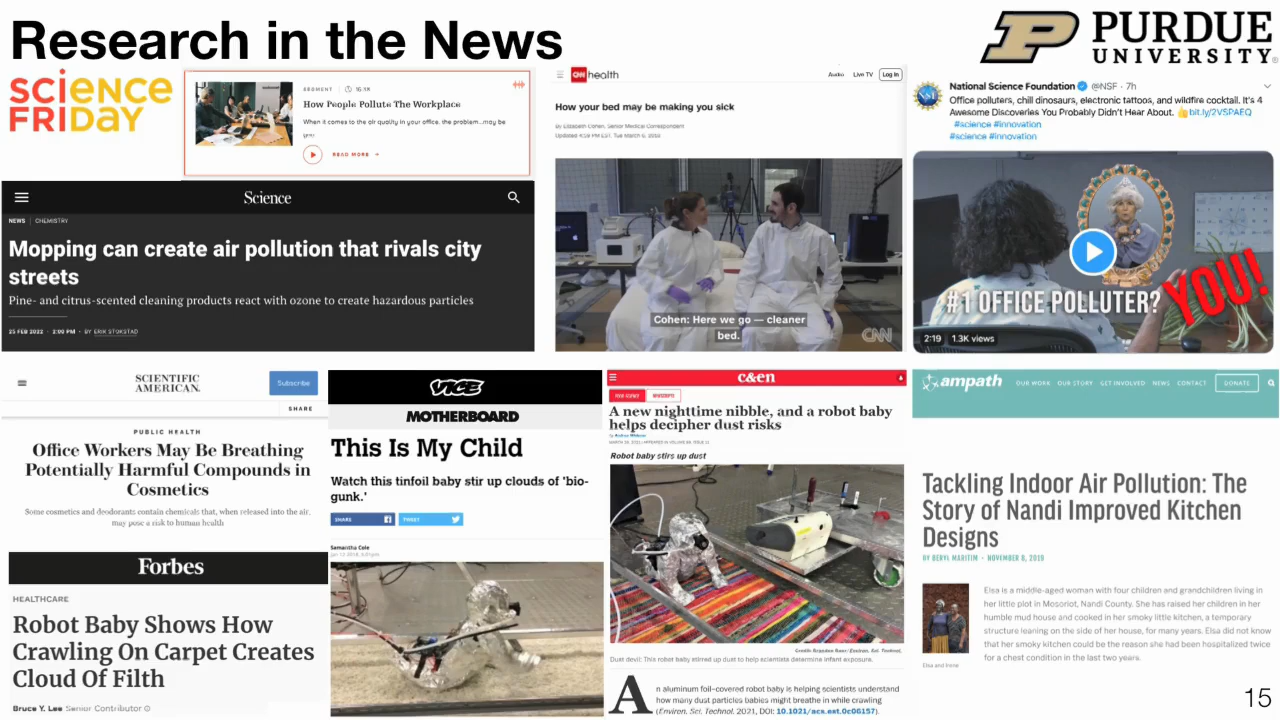 Research in the News
PURDUE
UNIVERSITY®
SCIENCE
FRIDAY
SEGMENT
16:14
How People Pollute The Workplace
When it comes to the air quality in your office, the problem...may be
you!
READ MORE →
Science
NEWS | CHEMISTRY
Mopping can create air pollution that rivals city
streets
Pine- and citrus-scented cleaning products react with ozone to create hazardous particles
25 FEB 2022 · 2:00 PM · BY ERIK STOKSTAD
CNN health
Audio Live TV Log In
How your bed may be making you sick
By Elizabeth Cohen, Senior Medical Correspondent
Cohen: Here we go — cleaner
bed.
CNN
National Science Foundation @NSF · 7h
Office polluters, chill dinosaurs, electronic tattoos, and wildfire cocktail. It's 4
Awesome Discoveries You Probably Didn't Hear About. 👍bit.ly/2VSPAEQ
#science #innovation
#science #innovation
#1 OFFICE POLLUTER? YOU!
2:19 1.3K views
SCIENTIFIC
AMERICAN.
Subscribe
SHARE
PUBLIC HEALTH
Office Workers May Be Breathing
Potentially Harmful Compounds in
Cosmetics
Some cosmetics and deodorants contain chemicals that, when released into the air,
may pose a risk to human health
Forbes
HEALTHCARE
Robot Baby Shows How
Crawling On Carpet Creates
Cloud Of Filth
Bruce Y. Lee Senior Contributor
VICE
MOTHERBOARD
This Is My Child
Watch this tinfoil baby stir up clouds of 'bio-
gunk.'
SHARE TWEET
Samantha Cole
c&en
A new nighttime nibble, and a robot baby
helps decipher dust risks
Robot baby stirs up dust
Dust devil: This robot baby stirred up dust to help scientists determine infant exposure.
An aluminum foil–covered robot baby is helping scientists understand
how many dust particles babies might breathe in while crawling
(Environ. Sci. Technol. 2021, DOI: 10.1021/acs.est.0c06157).
ampath
OUR WORK OUR STORY GET INVOLVED NEWS CONTACT DONATE
Tackling Indoor Air Pollution: The
Story of Nandi Improved Kitchen
Designs
BY BERYL MARITIM · NOVEMBER 8, 2019
Elsa is a middle-aged woman with four children and grandchildren living in
her little plot in Mosoriot, Nandi County. She has raised her children in her
humble mud house and cooked in her smoky little kitchen, a temporary
structure leaning on the side of her house, for many years. Elsa did not know
that her smoky kitchen could be the reason she had been hospitalized twice
for a chest condition in the last two years.
Elsa and Irene
15